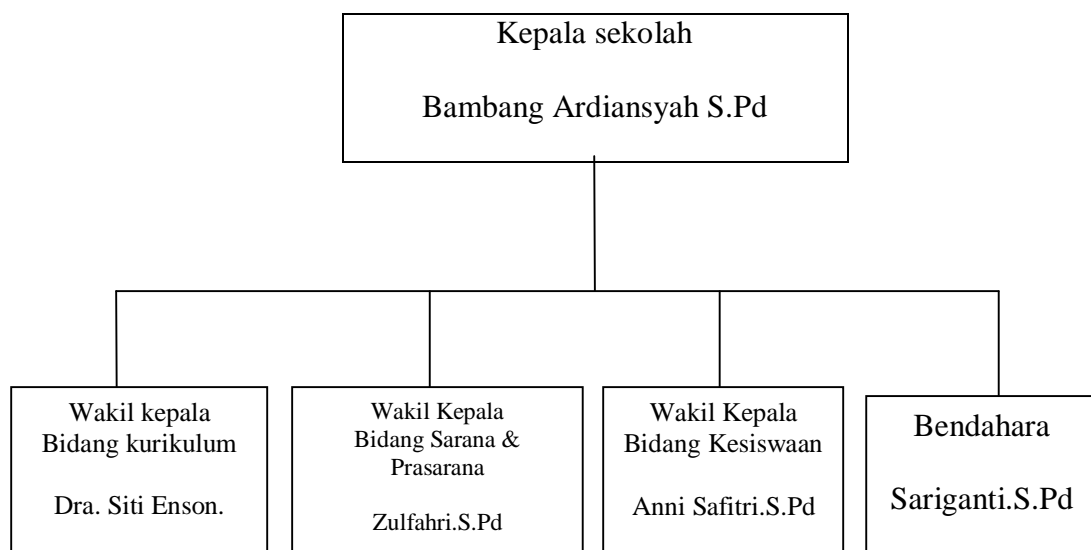 Kepala sekolah
Bambang Ardiansyah S.Pd
Wakil kepala
Bidang kurikulum
Dra. Siti Enson.
Wakil Kepala
Bidang Sarana &
Prasarana
Zulfahri.S.Pd
Wakil Kepala
Bidang Kesiswaan
Anni Safitri.S.Pd
Bendahara
Sariganti.S.Pd